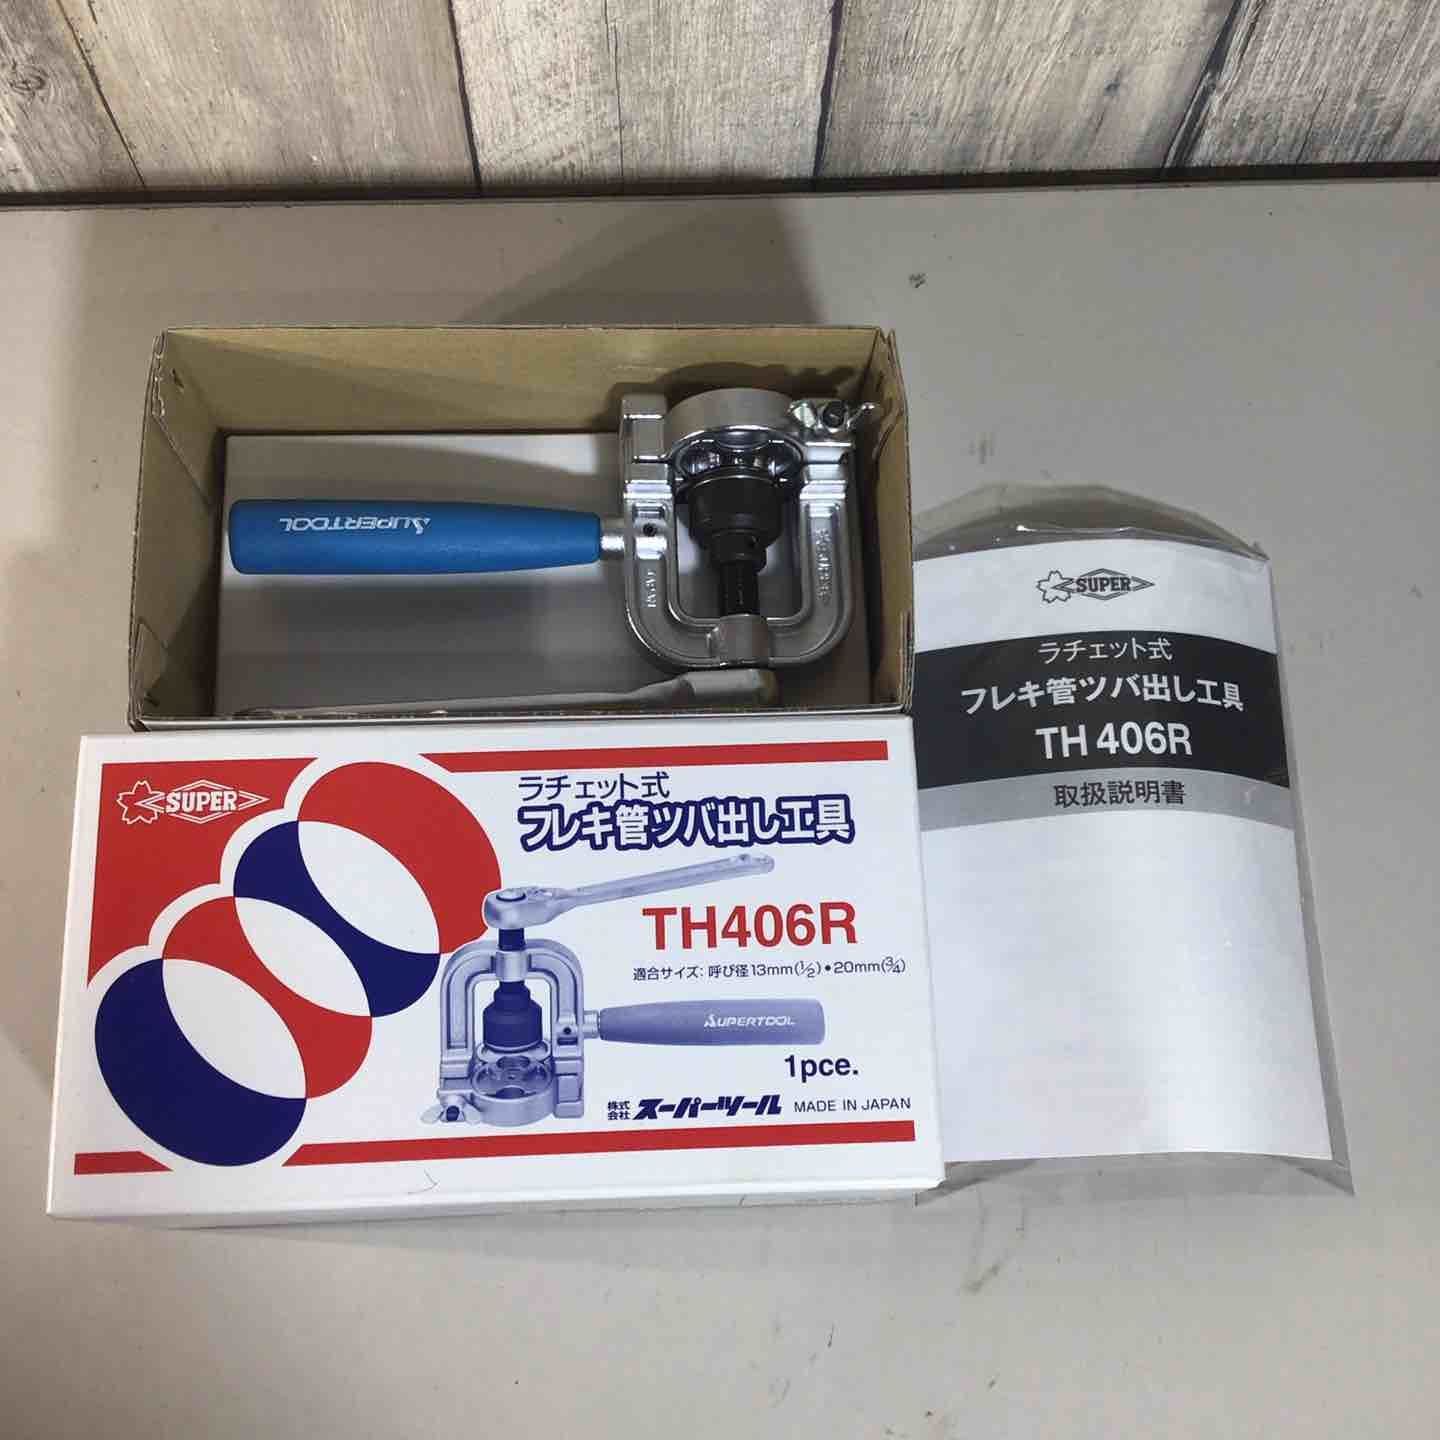 SUPERTOOL
JAPAN
SUPER
ラチェット式
フレキ管ツバ出し工具
TH 406R
取扱説明書
SUPER
ラチェット式
フレキ管ツバ出し工具
TH406R
適合サイズ: 呼び径13mm(1/2)・20mm(3/4)
SUPERTOOL
1pce.
株式会社 スーパーツール MADE IN JAPAN